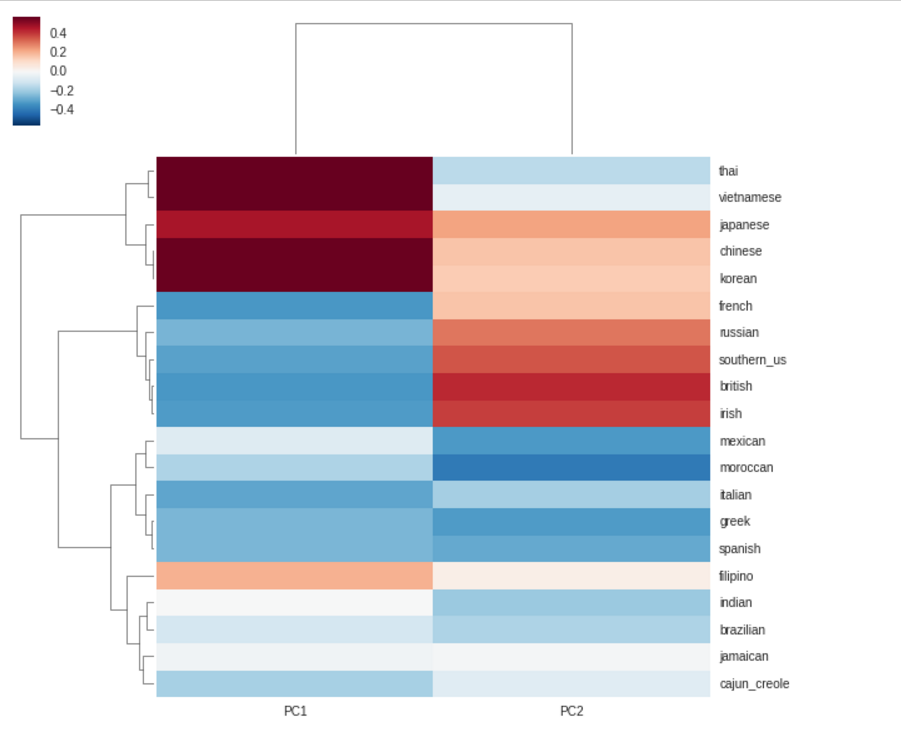 0.4
0.2
0.0
−0.2
−0.4
thai
vietnamese
japanese
chinese
korean
french
russian
southern_us
british
irish
mexican
moroccan
italian
greek
spanish
filipino
indian
brazilian
jamaican
cajun_creole
PC1 PC2